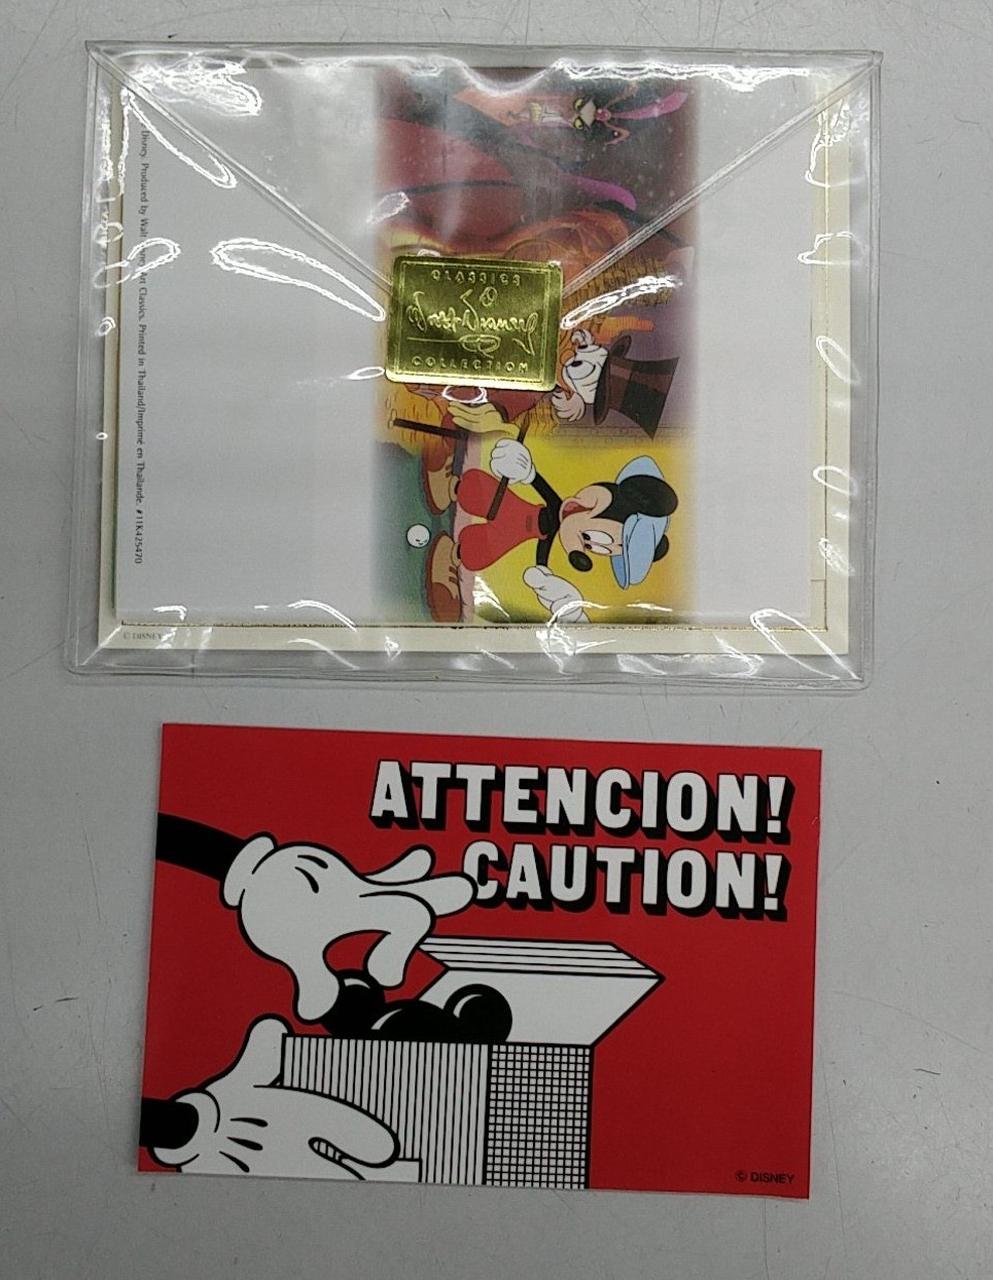 Disney. Produced by Walt Disney Art Classics. Printed in Thailand/Imprimé en Thaïlande. #11K425470
CLASSICS
Walt Disney
COLLECTION
© DISNEY
ATTENCION!
CAUTION!
© DISNEY